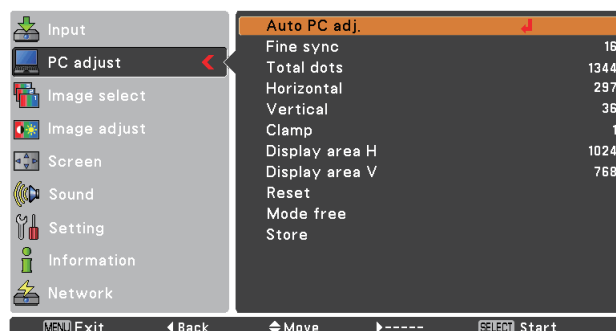 Input
PC adjust
Image select
Image adjust
Screen
Sound
Setting
Information
Network
Auto PC adj.
Fine sync 16
Total dots 1344
Horizontal 297
Vertical 36
Clamp 1
Display area H 1024
Display area V 768
Reset
Mode free
Store
MENU Exit Back Move ----- SELECT Start